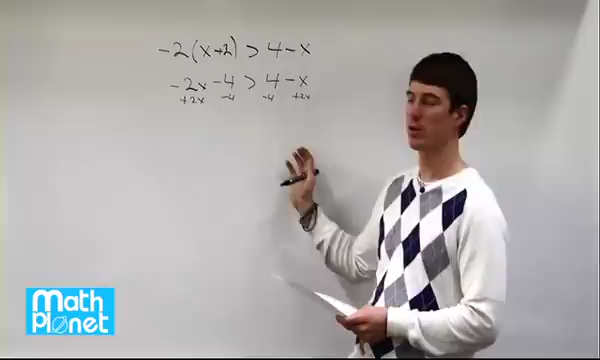 -2(x+2) > 4-x
-2x -4 > 4 -x
+2x -4 -4 +2x
Math
Planet